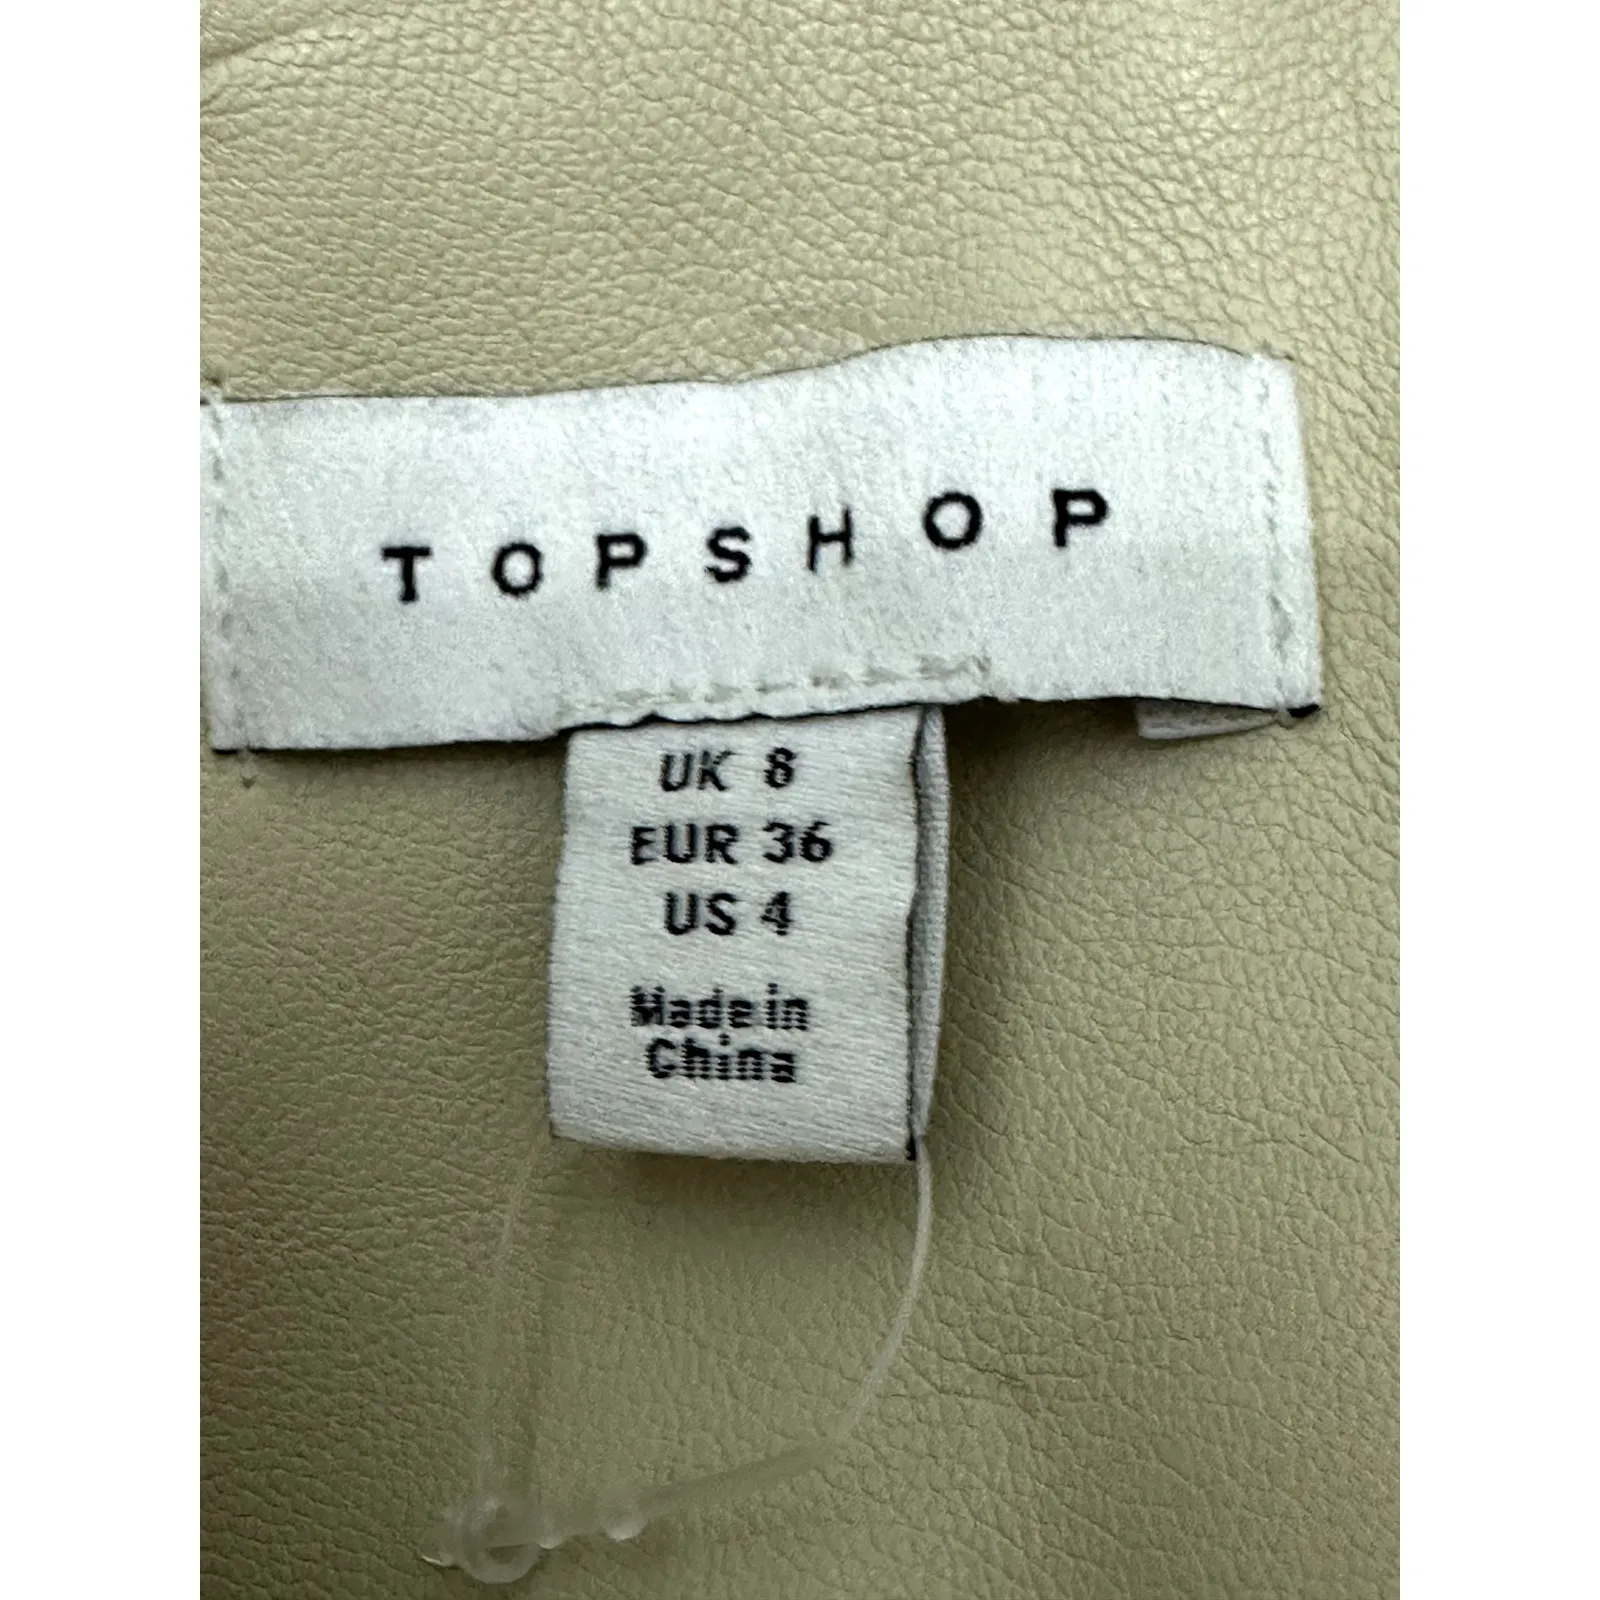 TOPSHOP
UK 8
EUR 36
US 4
Made in
China